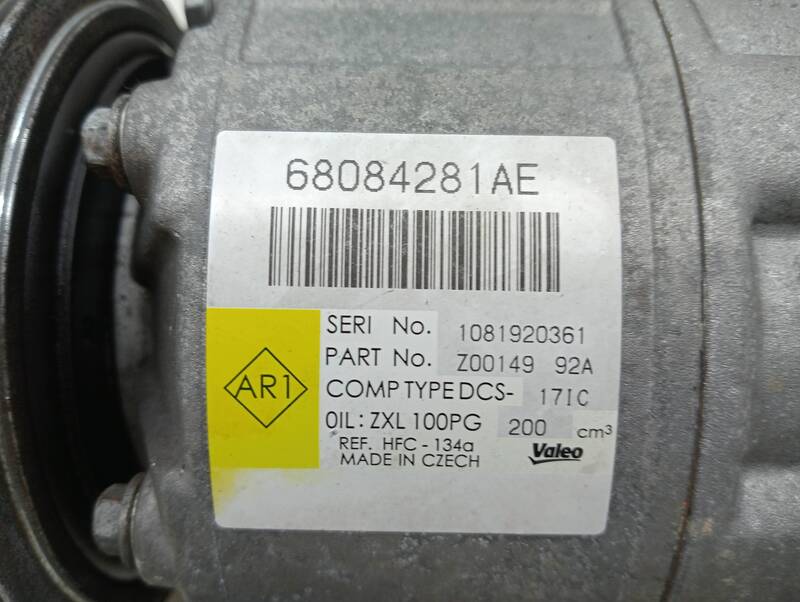 68084281AE
SERI No. 1081920361
PART No. Z00149 92A
AR1
COMP TYPE DCS- 17IC
OIL: ZXL 100PG 200 cm³
REF. HFC - 134a
MADE IN CZECH
Valeo